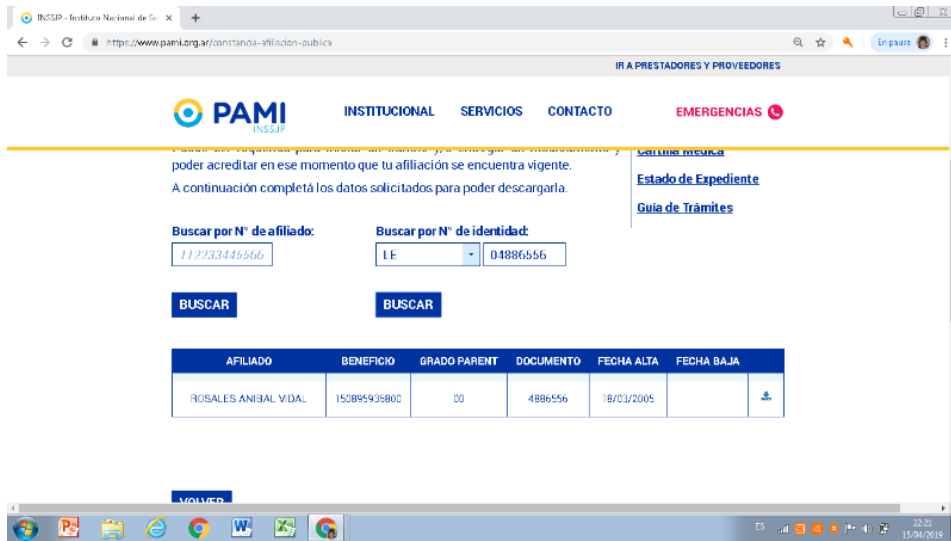 INSSJP - Instituto Nacional de Se
https://www.pami.org.ar/constancia-afiliacion-publica
En pausa
IR A PRESTADORES Y PROVEEDORES
PAMI
INSSJP
INSTITUCIONAL SERVICIOS CONTACTO
EMERGENCIAS
Cartilla Médica
poder acreditar en ese momento que tu afiliación se encuentra vigente.
Estado de Expediente
A continuación completá los datos solicitados para poder descargarla.
Guía de Trámites
Buscar por N° de afiliado: Buscar por N° de identidad:
112233445566 LE 04886556
BUSCAR BUSCAR
AFILIADO BENEFICIO GRADO PARENT DOCUMENTO FECHA ALTA FECHA BAJA
ROSALES ANIBAL VIDAL 150895936800 00 4886556 18/03/2005
VOLVER
ES 22:21
15/04/2019